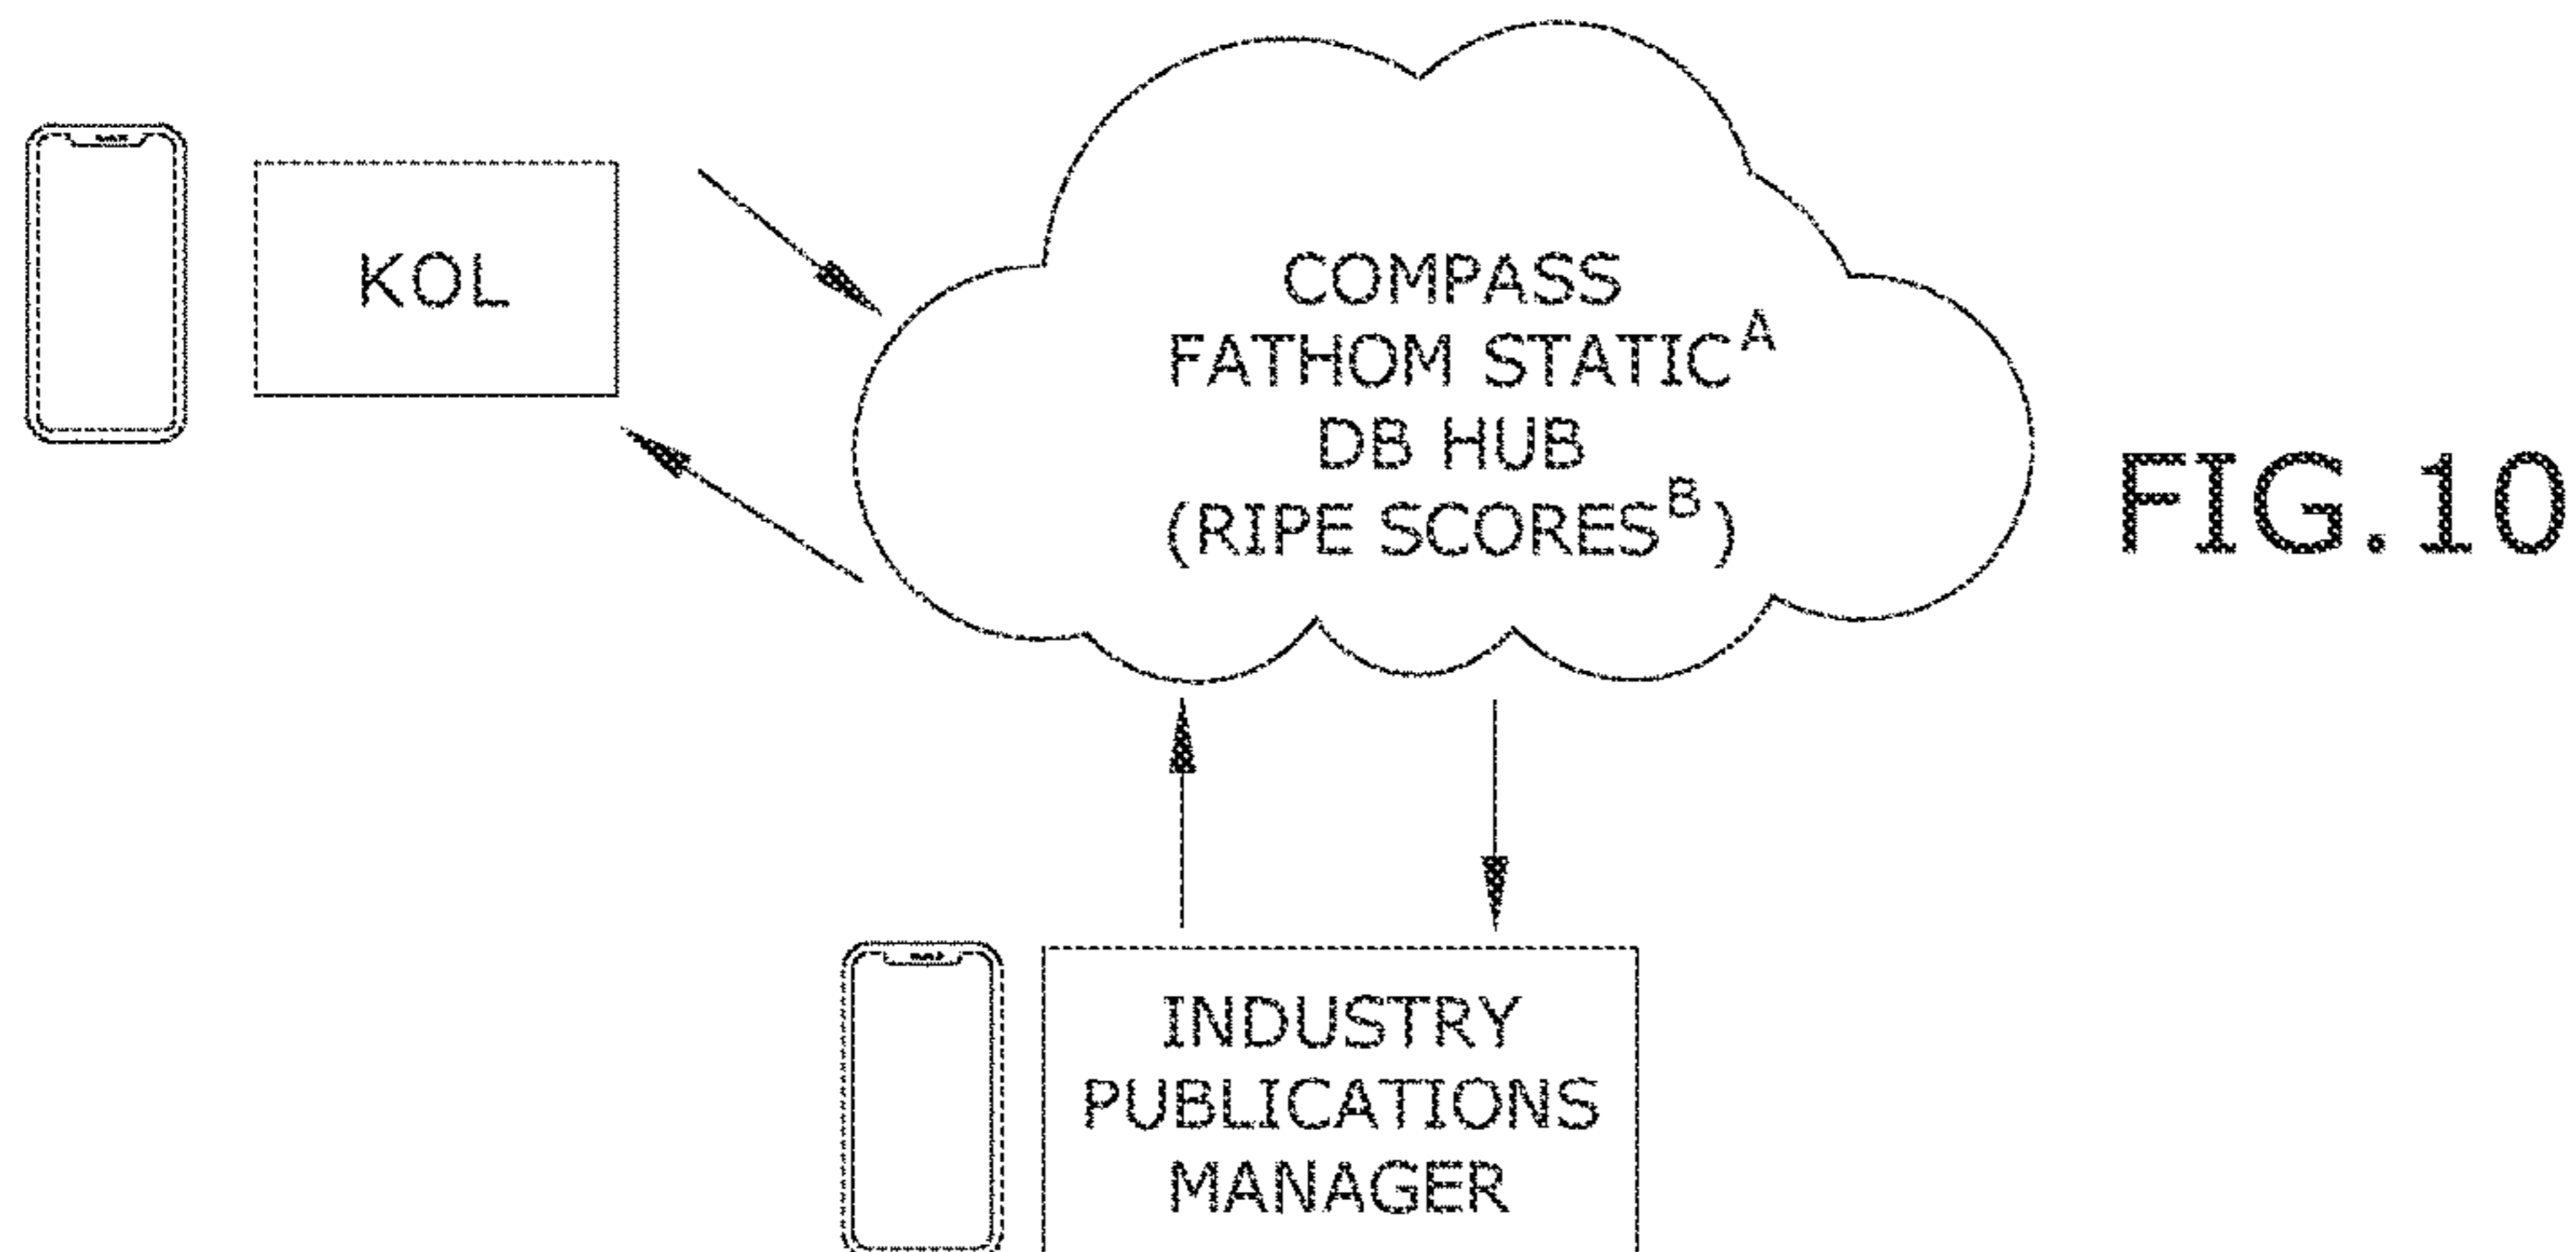 KOL
COMPASS
FATHOM STATIC^A
DB HUB
(RIPE SCORES^B)
FIG.10
INDUSTRY
PUBLICATIONS
MANAGER